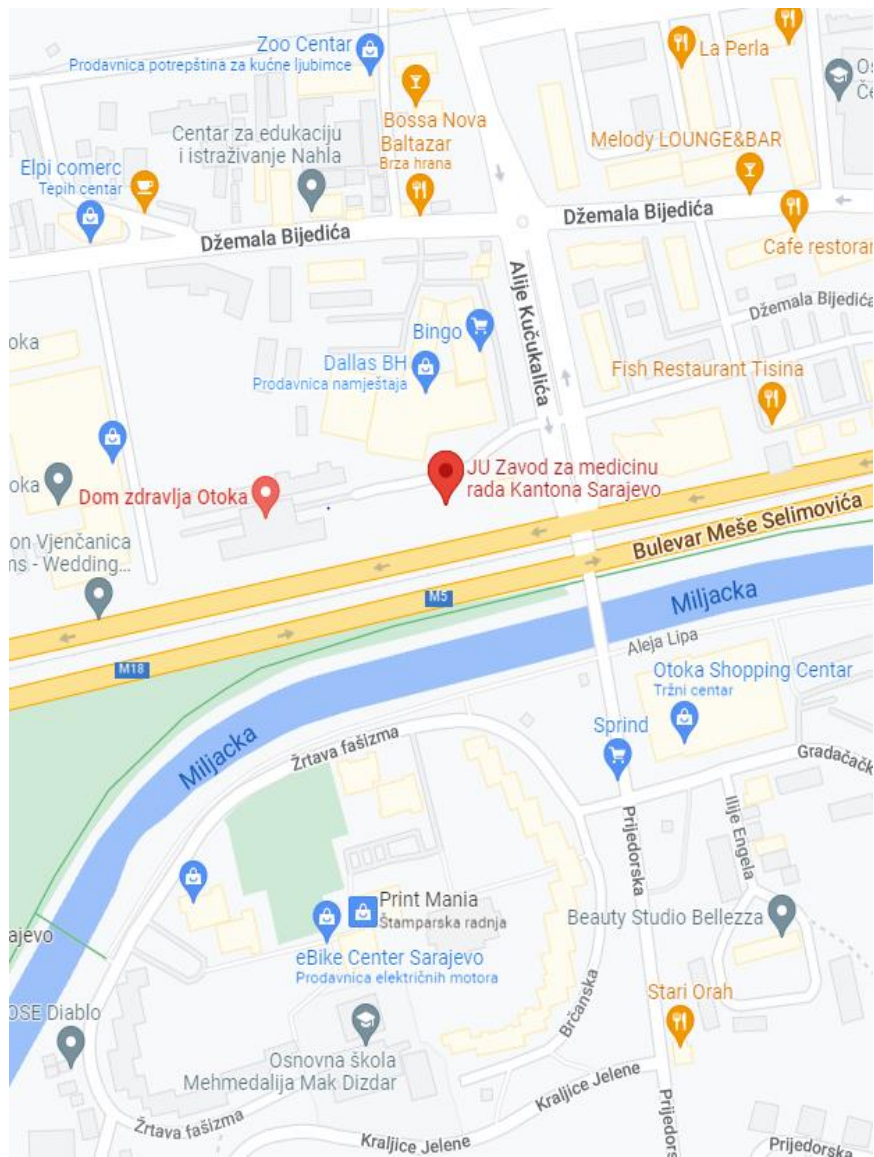 Zoo Centar
Prodavnica potrepština za kućne ljubimce
La Perla
Centar za edukaciju
i istraživanje Nahla
Bossa Nova
Baltazar
Brza hrana
Melody LOUNGE&BAR
Elpi comerc
Tepih centar
Džemala Bijedića
Džemala Bijedića
Cafe restoran
Alije Kučukalića
Džemala Bijedića
oka
Bingo
Dallas BH
Prodavnica namještaja
Fish Restaurant Tisina
oka
Dom zdravlja Otoka
JU Zavod za medicinu
rada Kantona Sarajevo
on Vjenčanica
ms - Wedding...
Bulevar Meše Selimovića
M5
Miljacka
M18
Aleja Lipa
Otoka Shopping Centar
Tržni centar
Miljacka
Žrtava fašizma
Sprind
Gradačačk
Ilije Engela
Prijedorska
Print Mania
Štamparska radnja
Beauty Studio Bellezza
ajevo
eBike Center Sarajevo
Prodavnica električnih motora
Brčanska
Stari Orah
OSE Diablo
Osnovna škola
Mehmedalija Mak Dizdar
Kraljice Jelene
Žrtava fašizma
Kraljice Jelene
Prijedors
Prijedorska